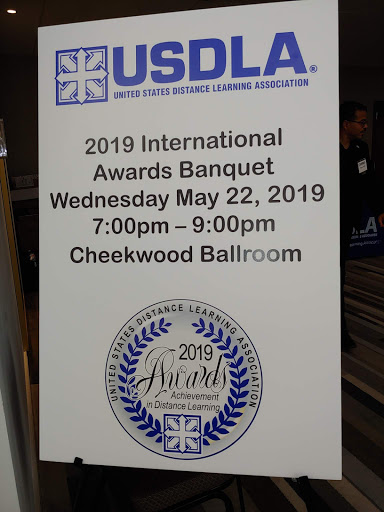 USDLA®
UNITED STATES DISTANCE LEARNING ASSOCIATION
2019 International
Awards Banquet
Wednesday May 22, 2019
7:00pm – 9:00pm
Cheekwood Ballroom
UNITED STATES DISTANCE LEARNING ASSOCIATION
2019
Awards
Achievement
in Distance Learning
LA